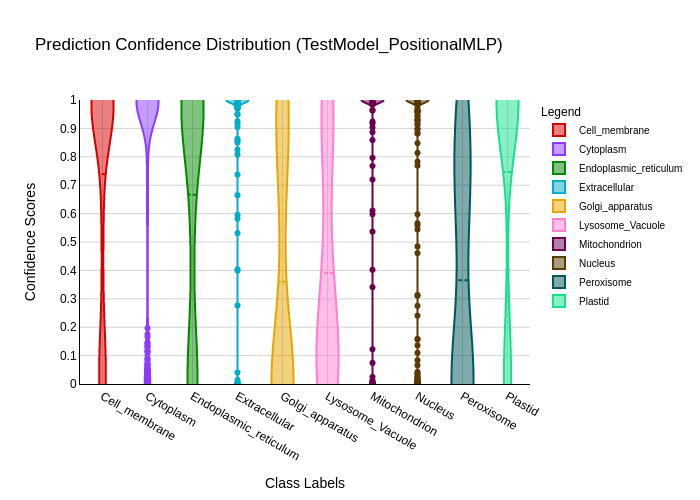 Prediction Confidence Distribution (TestModel_PositionalMLP)
Legend
Cell_membrane
Cytoplasm
Endoplasmic_reticulum
Extracellular
Golgi_apparatus
Lysosome_Vacuole
Mitochondrion
Nucleus
Peroxisome
Plastid
Confidence Scores
1
0.9
0.8
0.7
0.6
0.5
0.4
0.3
0.2
0.1
0
Cell_membrane
Cytoplasm
Endoplasmic_reticulum
Extracellular
Golgi_apparatus
Lysosome_Vacuole
Mitochondrion
Nucleus
Peroxisome
Plastid
Class Labels